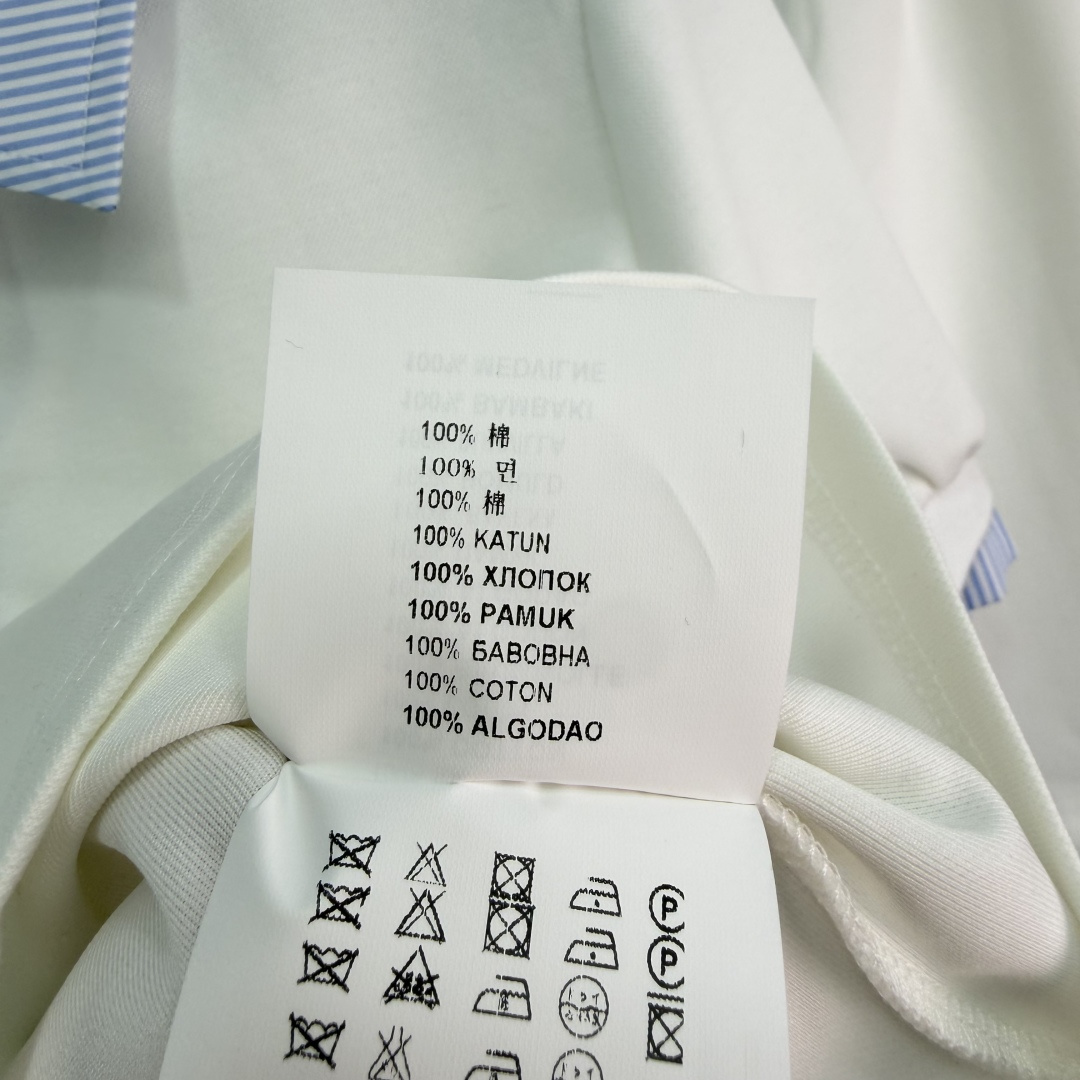 100% 棉
100% 면
100% 棉
100% KATUN
100% ХЛОПОК
100% PAMUK
100% БАВОВНА
100% COTON
100% ALGODAO
P
P